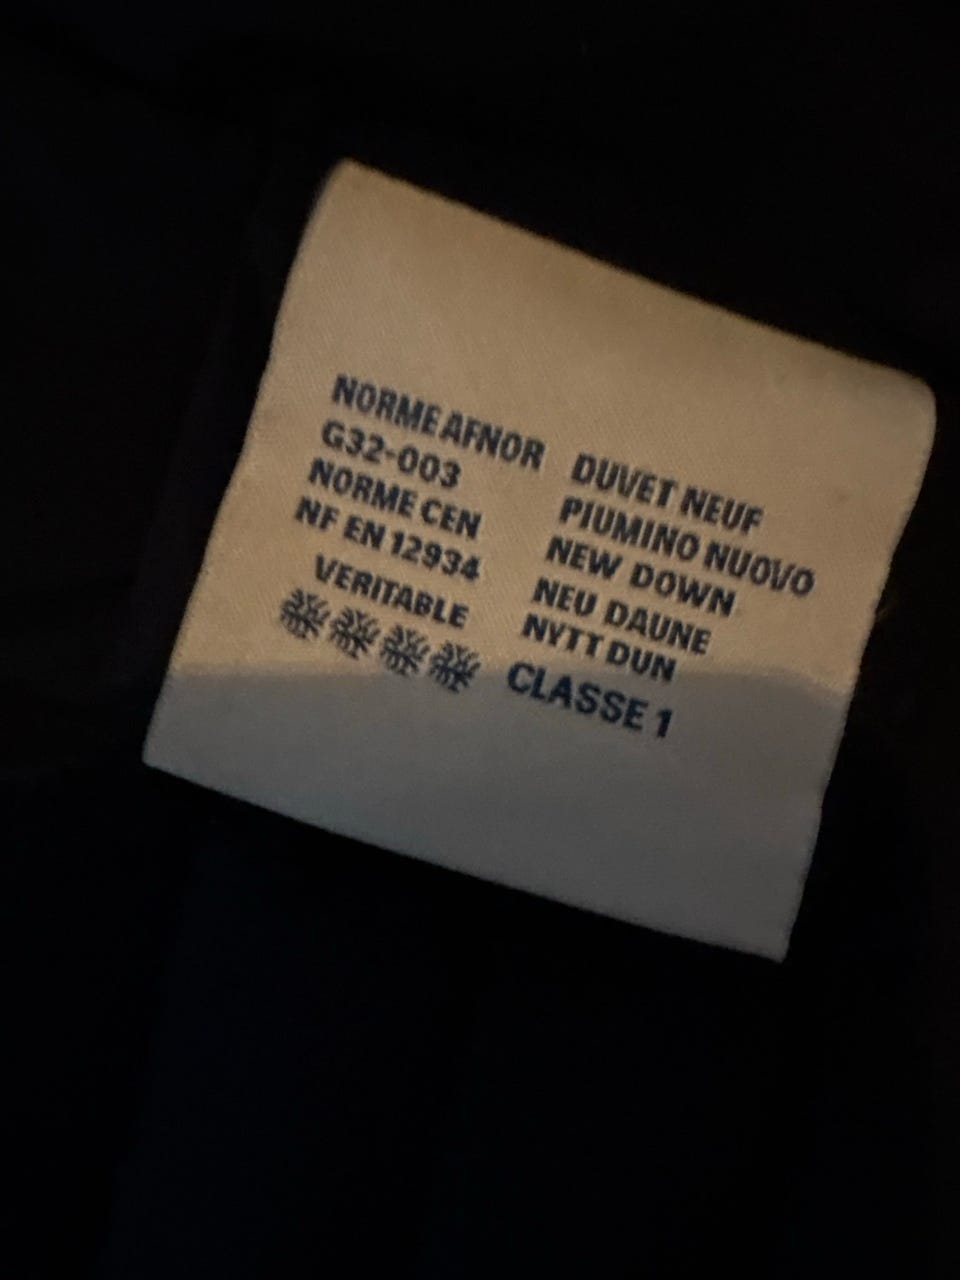 NORME AFNOR
G32-003
NORME CEN
NF EN 12934
VERITABLE
DUVET NEUF
PIUMINO NUOVO
NEW DOWN
NEU DAUNE
NYTT DUN
CLASSE 1